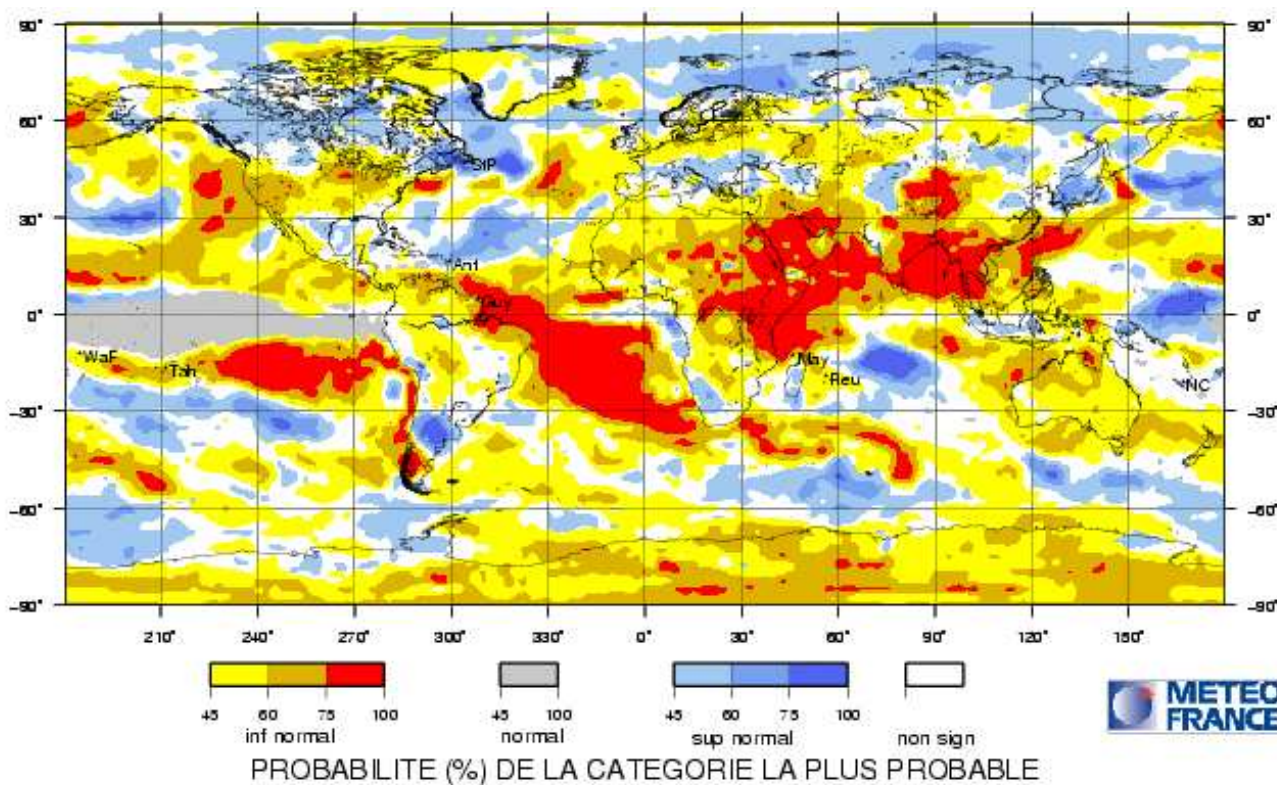 90° 90°
60° 60°
StP
30° 30°
Ant
Guy
0° 0°
WaF Tah May Reu NC
-30° -30°
-60° -60°
-90° -90°
210° 240° 270° 300° 330° 0° 30° 60° 90° 120° 150°
45 60 75 100 45 100 45 60 75 100
inf normal normal sup normal non sign
METEO
FRANCE
PROBABILITE (%) DE LA CATEGORIE LA PLUS PROBABLE